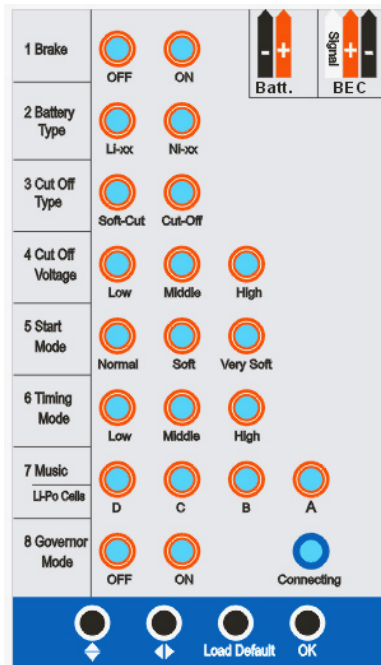 Signal
- +
+ -
Batt. BEC
1 Brake
OFF ON
2 Battery
Type
Li-xx Ni-xx
3 Cut Off
Type
Soft-Cut Cut-Off
4 Cut Off
Voltage
Low Middle High
5 Start
Mode
Normal Soft Very Soft
6 Timing
Mode
Low Middle High
7 Music
Li-Po Cells
D C B A
8 Governor
Mode
OFF ON Connecting
Load Default OK